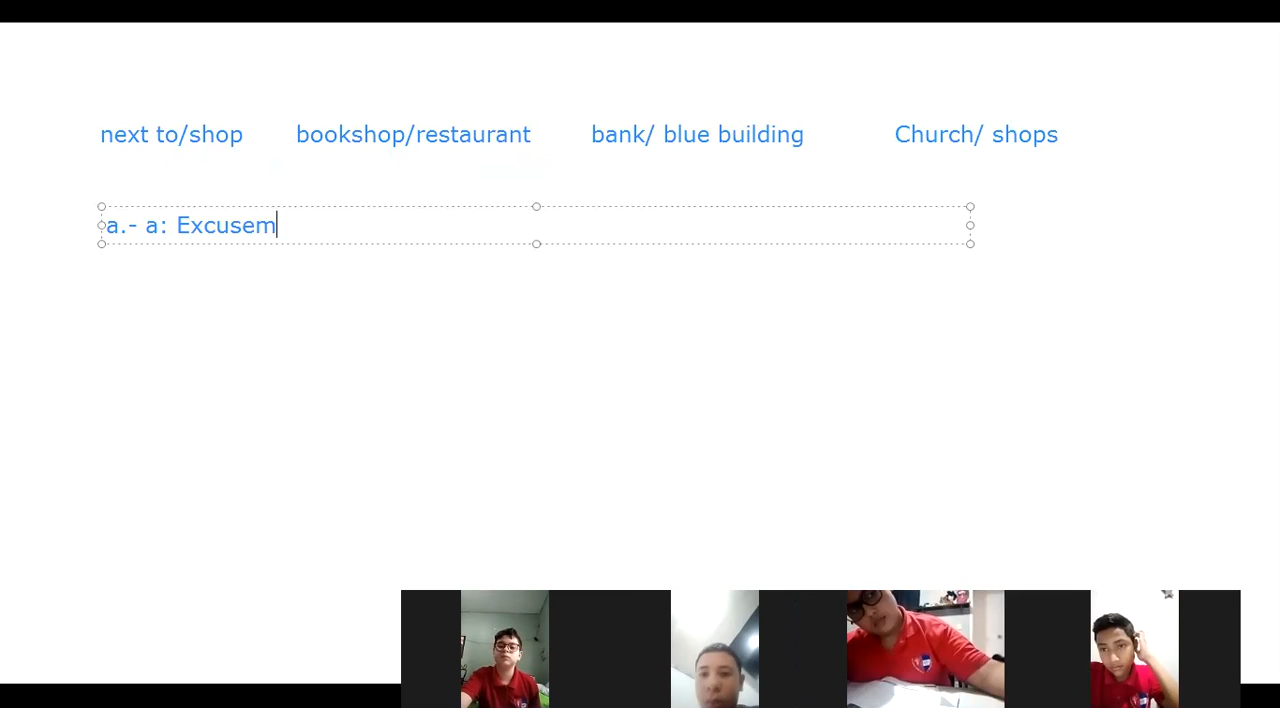 next to/shop bookshop/restaurant bank/ blue building Church/ shops
a.- a: Excusem